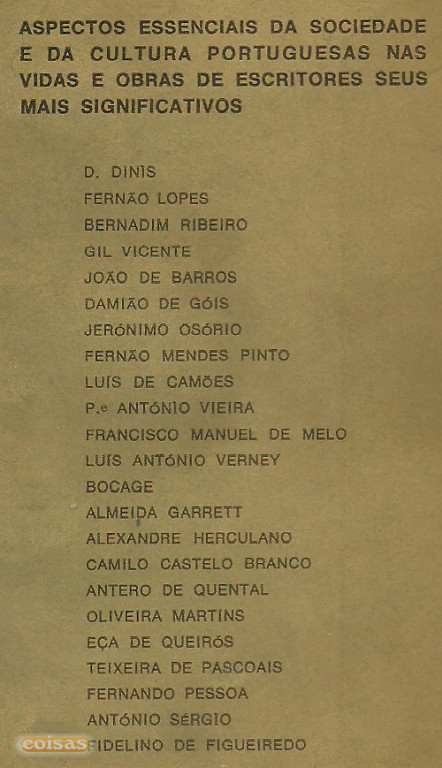 ASPECTOS ESSENCIAIS DA SOCIEDADE
E DA CULTURA PORTUGUESAS NAS
VIDAS E OBRAS DE ESCRITORES SEUS
MAIS SIGNIFICATIVOS
D. DINIS
FERNÃO LOPES
BERNADIM RIBEIRO
GIL VICENTE
JOÃO DE BARROS
DAMIÃO DE GÓIS
JERÓNIMO OSÓRIO
FERNÃO MENDES PINTO
LUÍS DE CAMÕES
P.e ANTÓNIO VIEIRA
FRANCISCO MANUEL DE MELO
LUÍS ANTÓNIO VERNEY
BOCAGE
ALMEIDA GARRETT
ALEXANDRE HERCULANO
CAMILO CASTELO BRANCO
ANTERO DE QUENTAL
OLIVEIRA MARTINS
EÇA DE QUEIRÓS
TEIXEIRA DE PASCOAIS
FERNANDO PESSOA
ANTÓNIO SÉRGIO
FIDELINO DE FIGUEIREDO
coisas